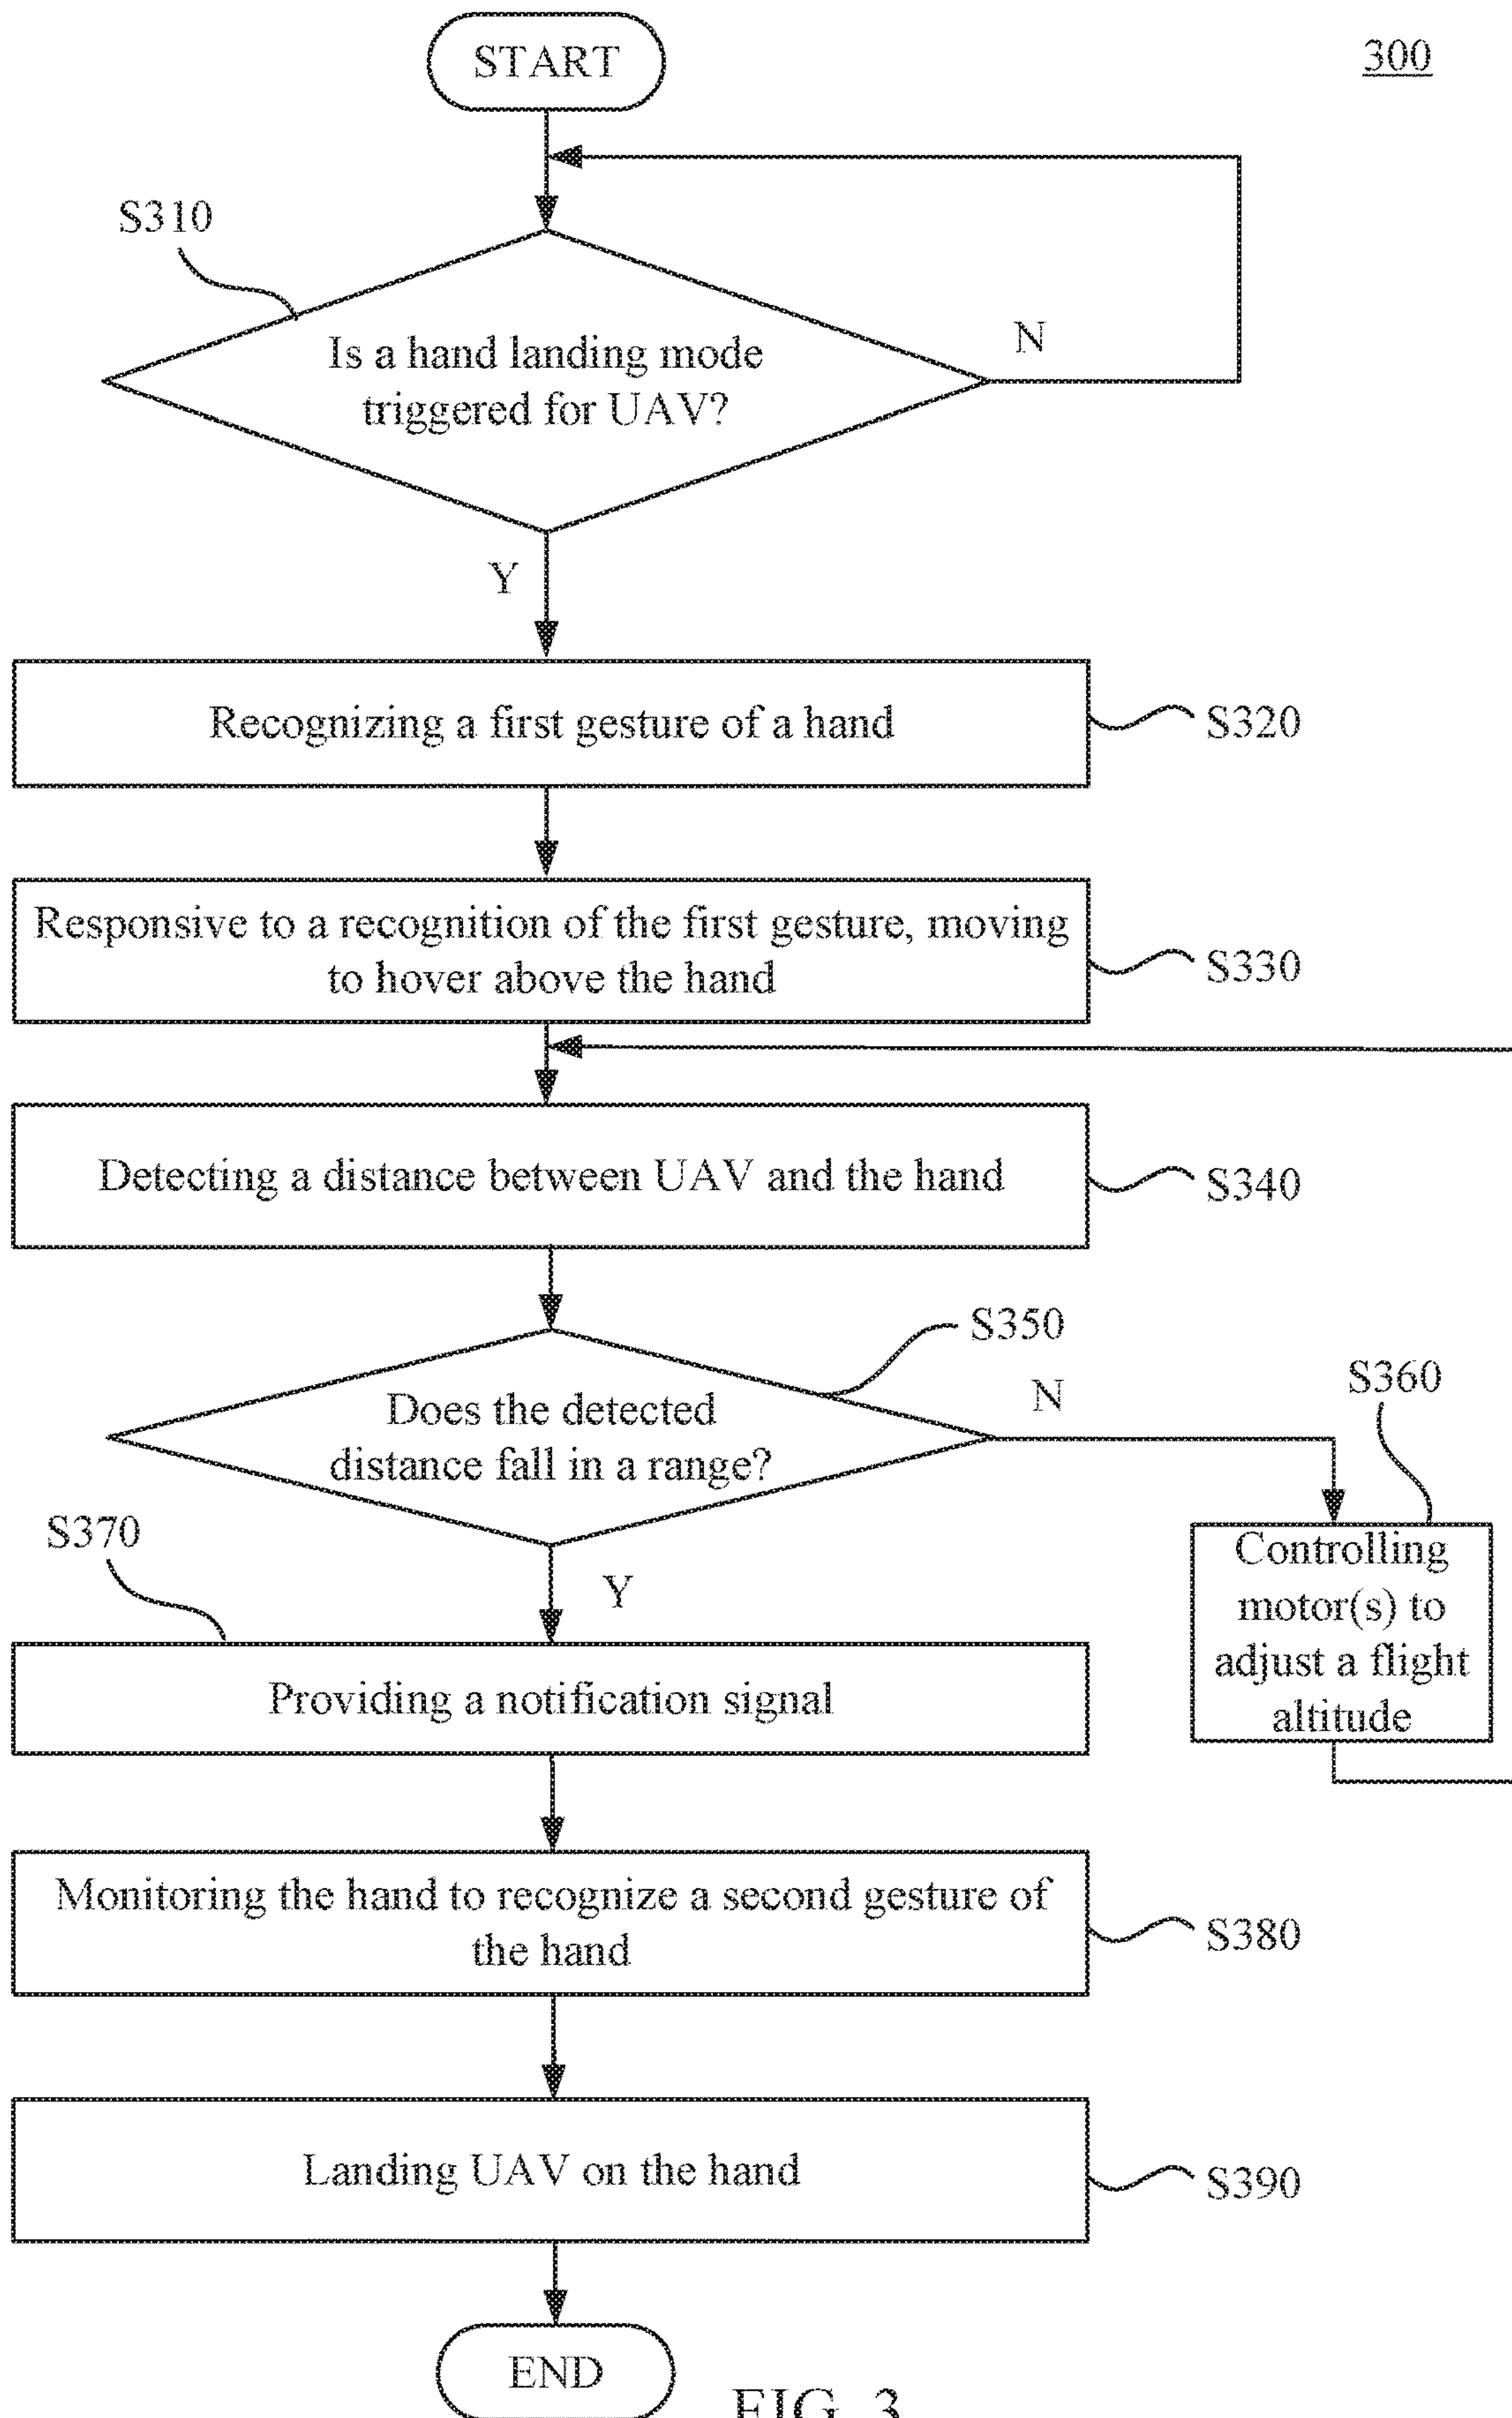 START
300
S310
Is a hand landing mode
triggered for UAV?
N
Y
Recognizing a first gesture of a hand
S320
Responsive to a recognition of the first gesture, moving
to hover above the hand
S330
Detecting a distance between UAV and the hand
S340
S350
Does the detected
distance fall in a range?
N
S360
Controlling
motor(s) to
adjust a flight
altitude
S370
Y
Providing a notification signal
Monitoring the hand to recognize a second gesture of
the hand
S380
Landing UAV on the hand
S390
END
FIG. 3